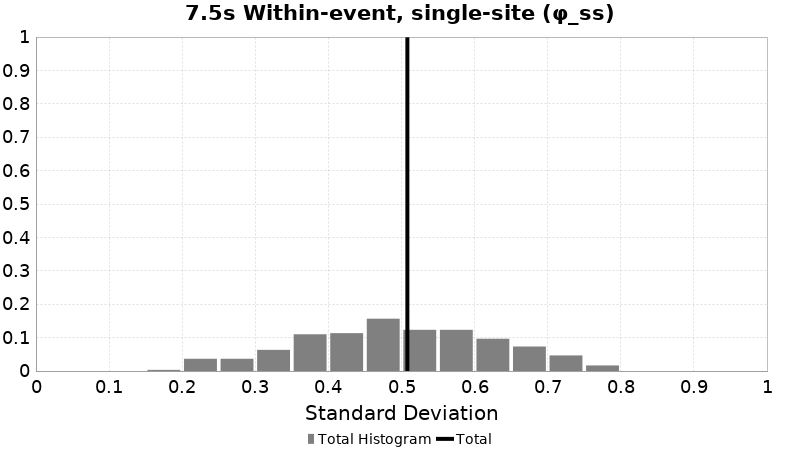 7.5s Within-event, single-site (φ_ss)
1
0.9
0.8
0.7
0.6
0.5
0.4
0.3
0.2
0.1
0
0 0.1 0.2 0.3 0.4 0.5 0.6 0.7 0.8 0.9 1
Standard Deviation
Total Histogram Total